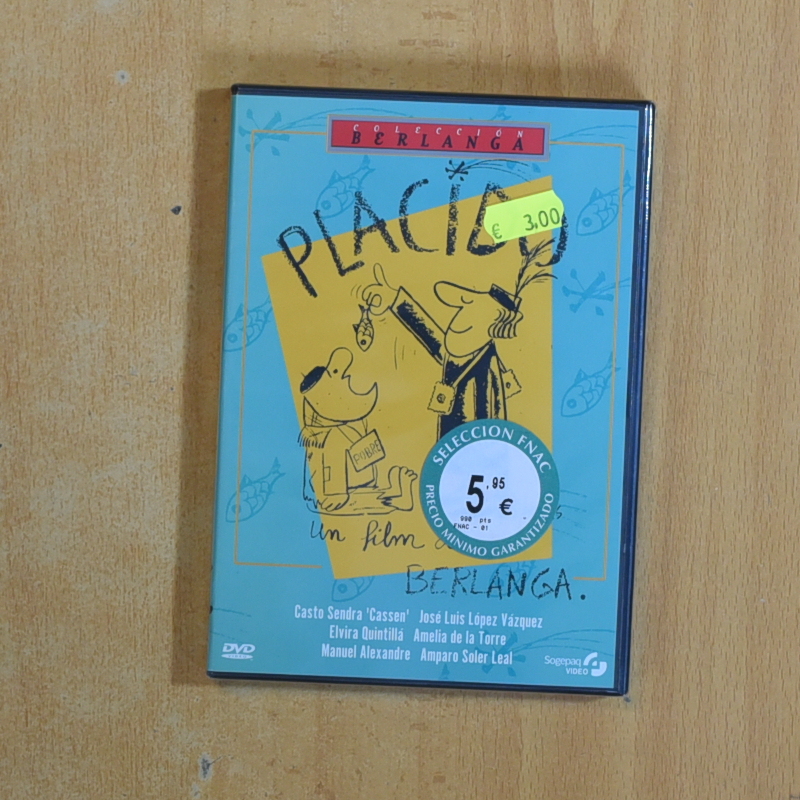 COLECCIÓN
BERLANGA
PLACIDO
€ 3,00
POBRE
SELECCION FNAC
5,95
€
990 pts
FNAC - 01
PRECIO MINIMO GARANTIZADO
un film
BERLANGA.
Casto Sendra 'Cassen' José Luis López Vázquez
Elvira Quintillá Amelia de la Torre
Manuel Alexandre Amparo Soler Leal
DVD
VIDEO
Sogepaq
VIDEO